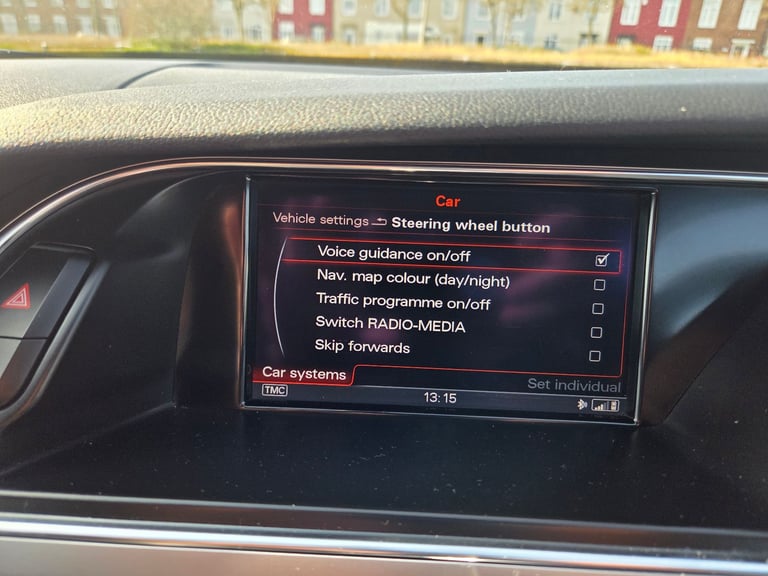 Car
Vehicle settings Steering wheel button
Voice guidance on/off
Nav. map colour (day/night)
Traffic programme on/off
Switch RADIO-MEDIA
Skip forwards
Car systems
Set individual
TMC
13:15